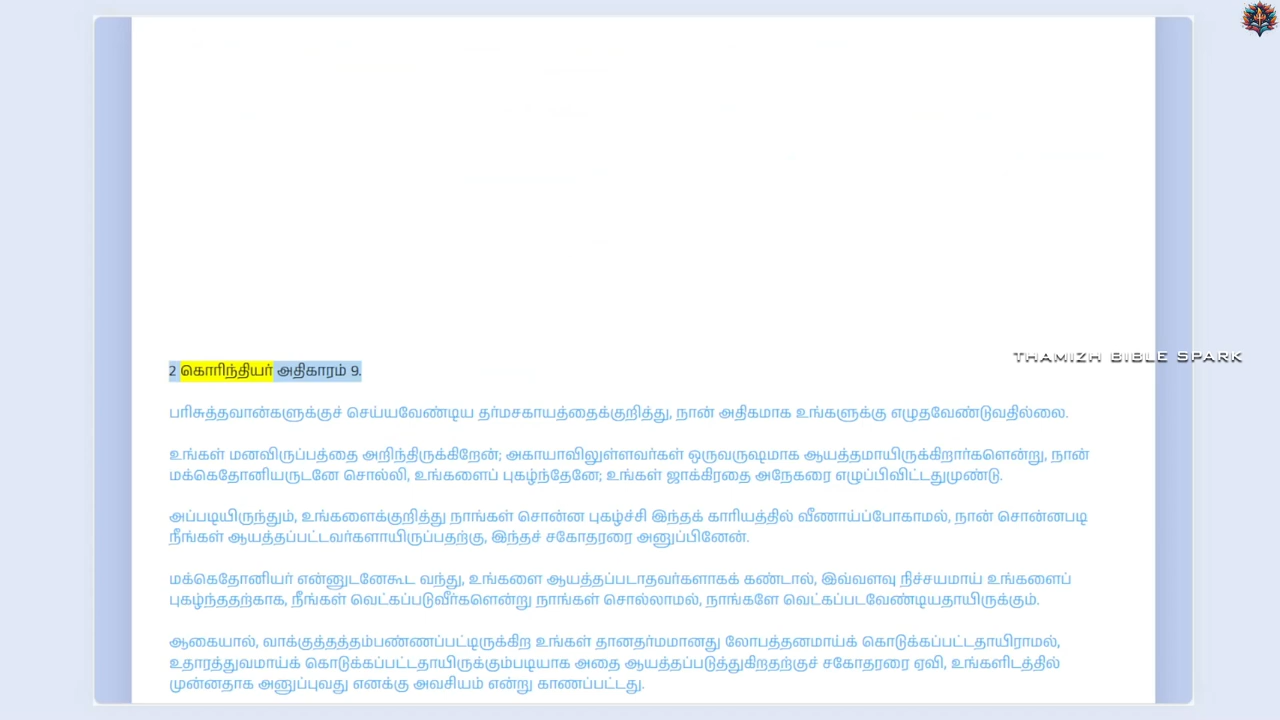 THAMIZH BIBLE SPARK
2 கொரிந்தியர் அதிகாரம் 9.
பரிசுத்தவான்களுக்குச் செய்யவேண்டிய தர்மசகாயத்தைக்குறித்து, நான் அதிகமாக உங்களுக்கு எழுதவேண்டுவதில்லை.
உங்கள் மனவிருப்பத்தை அறிந்திருக்கிறேன்; அகாயாவிலுள்ளவர்கள் ஒருவருஷமாக ஆயத்தமாயிருக்கிறார்களென்று, நான்
மக்கெதோனியருடனே சொல்லி, உங்களைப் புகழ்ந்தேனே; உங்கள் ஜாக்கிரதை அநேகரை எழுப்பிவிட்டதுமுண்டு.
அப்படியிருந்தும், உங்களைக்குறித்து நாங்கள் சொன்ன புகழ்ச்சி இந்தக் காரியத்தில் வீணாய்ப்போகாமல், நான் சொன்னபடி
நீங்கள் ஆயத்தப்பட்டவர்களாயிருப்பதற்கு, இந்தச் சகோதரரை அனுப்பினேன்.
மக்கெதோனியர் என்னுடனேகூட வந்து, உங்களை ஆயத்தப்படாதவர்களாகக் கண்டால், இவ்வளவு நிச்சயமாய் உங்களைப்
புகழ்ந்ததற்காக, நீங்கள் வெட்கப்படுவீர்களென்று நாங்கள் சொல்லாமல், நாங்களே வெட்கப்படவேண்டியதாயிருக்கும்.
ஆகையால், வாக்குத்தத்தம்பண்ணப்பட்டிருக்கிற உங்கள் தானதர்மமானது லோபத்தனமாய்க் கொடுக்கப்பட்டதாயிராமல்,
உதாரத்துவமாய்க் கொடுக்கப்பட்டதாயிருக்கும்படியாக அதை ஆயத்தப்படுத்துகிறதற்குச் சகோதரரை ஏவி, உங்களிடத்தில்
முன்னதாக அனுப்புவது எனக்கு அவசியம் என்று காணப்பட்டது.